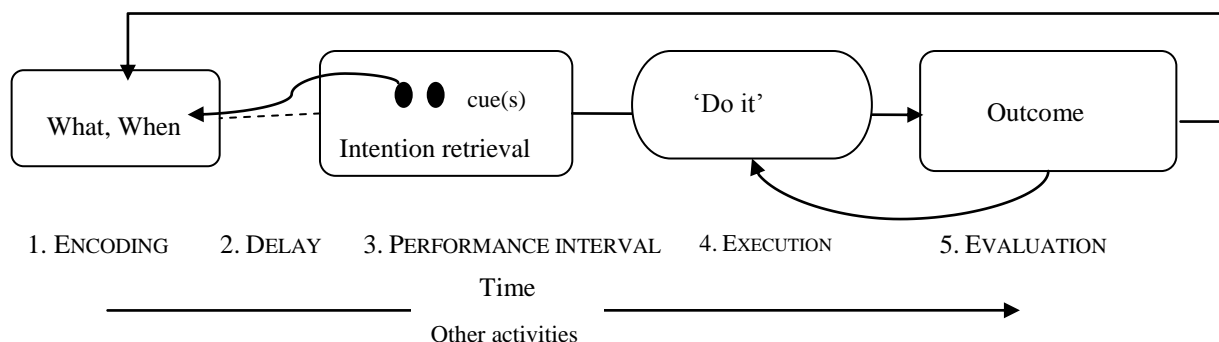 What, When
cue(s)
Intention retrieval
‘Do it’
Outcome
1. ENCODING
2. DELAY
3. PERFORMANCE INTERVAL
4. EXECUTION
5. EVALUATION
Time
Other activities